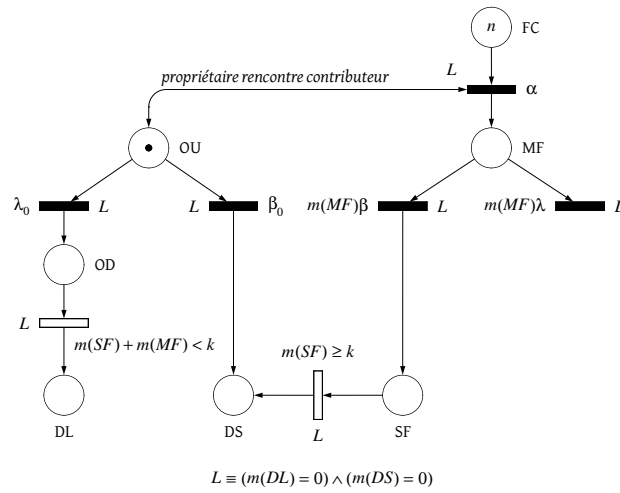 n FC
L
propriétaire rencontre contributeur
α
OU MF
λ₀ L L β₀ m(MF)β L m(MF)λ L
OD
L
m(SF) + m(MF) < k
m(SF) ≥ k
DL DS L SF
L ≡ (m(DL) = 0) ∧ (m(DS) = 0)